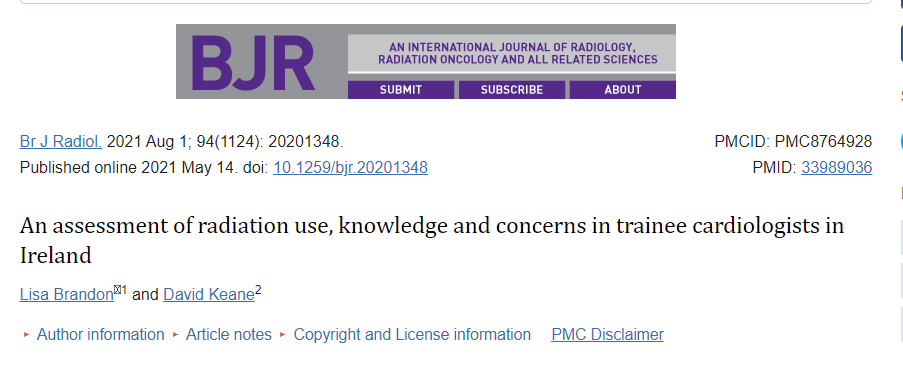 BJR
AN INTERNATIONAL JOURNAL OF RADIOLOGY,
RADIATION ONCOLOGY AND ALL RELATED SCIENCES
SUBMIT SUBSCRIBE ABOUT
Br J Radiol. 2021 Aug 1; 94(1124): 20201348. PMCID: PMC8764928
Published online 2021 May 14. doi: 10.1259/bjr.20201348 PMID: 33989036
An assessment of radiation use, knowledge and concerns in trainee cardiologists in
Ireland
Lisa Brandon1 and David Keane2
▸ Author information ▸ Article notes ▸ Copyright and License information PMC Disclaimer